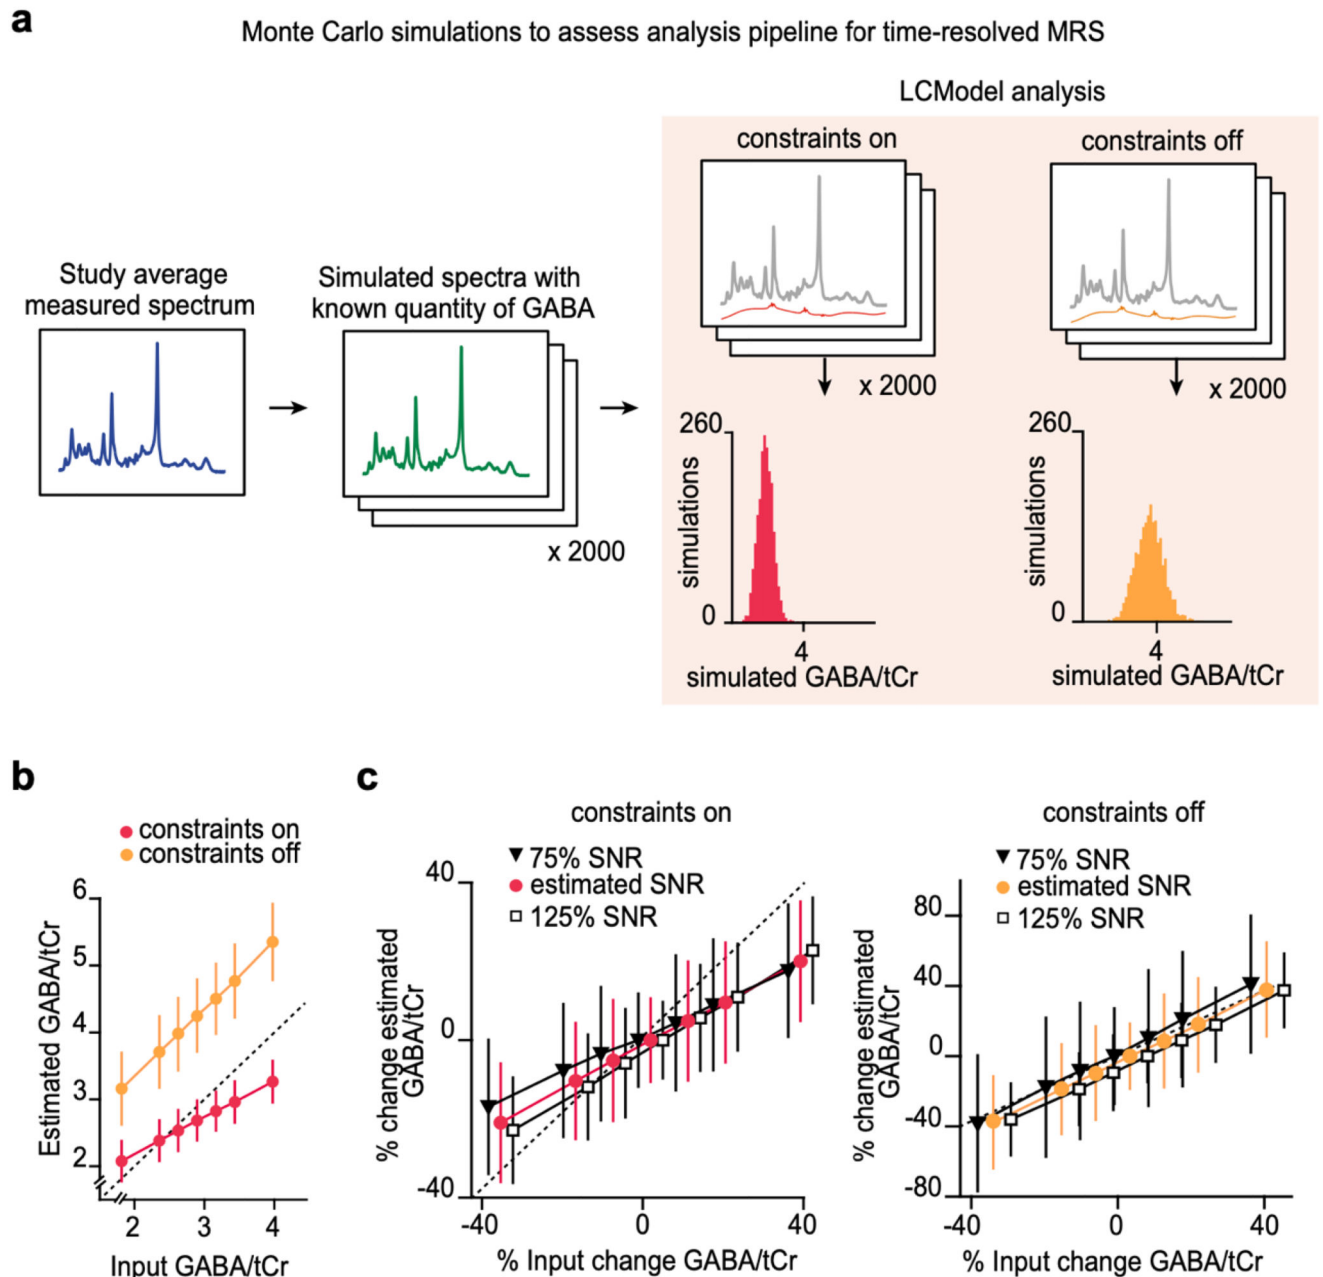 a
Monte Carlo simulations to assess analysis pipeline for time-resolved MRS
LCModel analysis
constraints on
constraints off
Study average
measured spectrum
Simulated spectra with
known quantity of GABA
x 2000
x 2000
x 2000
260
simulations
0
4
simulated GABA/tCr
260
simulations
0
4
simulated GABA/tCr
b
constraints on
constraints off
6
5
4
3
2
Estimated GABA/tCr
2
3
4
Input GABA/tCr
c
constraints on
75% SNR
estimated SNR
125% SNR
40
0
-40
% change estimated
GABA/tCr
-40
0
40
% Input change GABA/tCr
constraints off
75% SNR
estimated SNR
125% SNR
80
40
0
-40
-80
% change estimated
GABA/tCr
-40
0
40
% Input change GABA/tCr